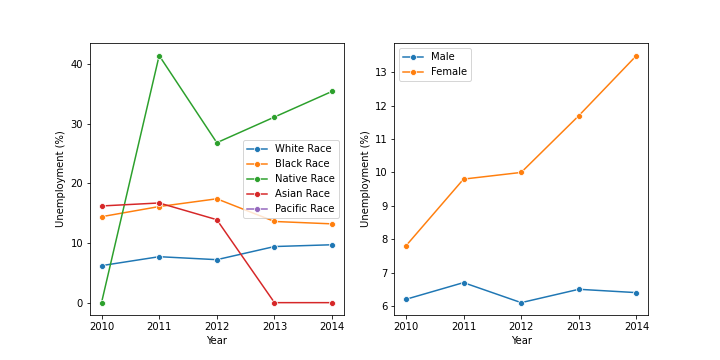 Unemployment (%)
40
30
20
10
0
White Race
Black Race
Native Race
Asian Race
Pacific Race
2010 2011 2012 2013 2014
Year
Unemployment (%)
13
12
11
10
9
8
7
6
Male
Female
2010 2011 2012 2013 2014
Year